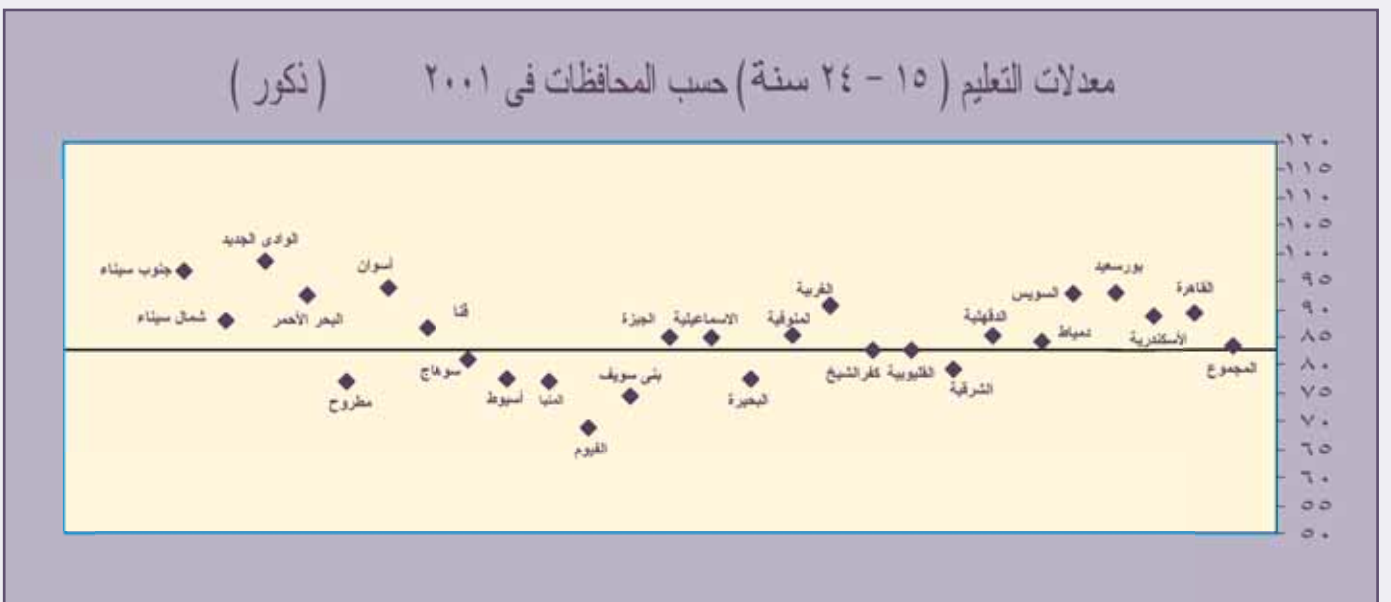 معدلات التعليم ( ١٥ - ٢٤ سنة ) حسب المحافظات فى ٢٠٠١ ( ذكور )
١٢٠
١١٥
١١٠
١٠٥
١٠٠
٩٥
٩٠
٨٥
٨٠
٧٥
٧٠
٦٥
٦٠
٥٥
٥٠
المجموع
القاهرة
الأسكندرية
بورسعيد
السويس
دمياط
الدقهلية
الشرقية
القليوبية
كفرالشيخ
الغربية
لمنوفية
البحيرة
الاسماعيلية
الجيزة
بنى سويف
الفيوم
المنيا
أسيوط
سوهاج
قنا
أسوان
مطروح
البحر الأحمر
الوادى الجديد
شمال سيناء
جنوب سيناء